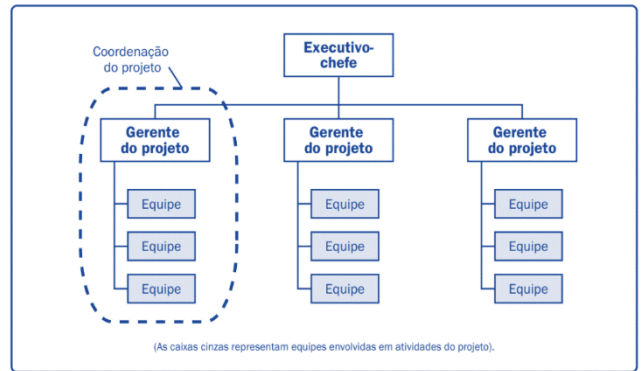 Coordenação
do projeto
Executivo-
chefe
Gerente
do projeto
Gerente
do projeto
Gerente
do projeto
Equipe
Equipe
Equipe
Equipe
Equipe
Equipe
Equipe
Equipe
Equipe
(As caixas cinzas representam equipes envolvidas em atividades do projeto).